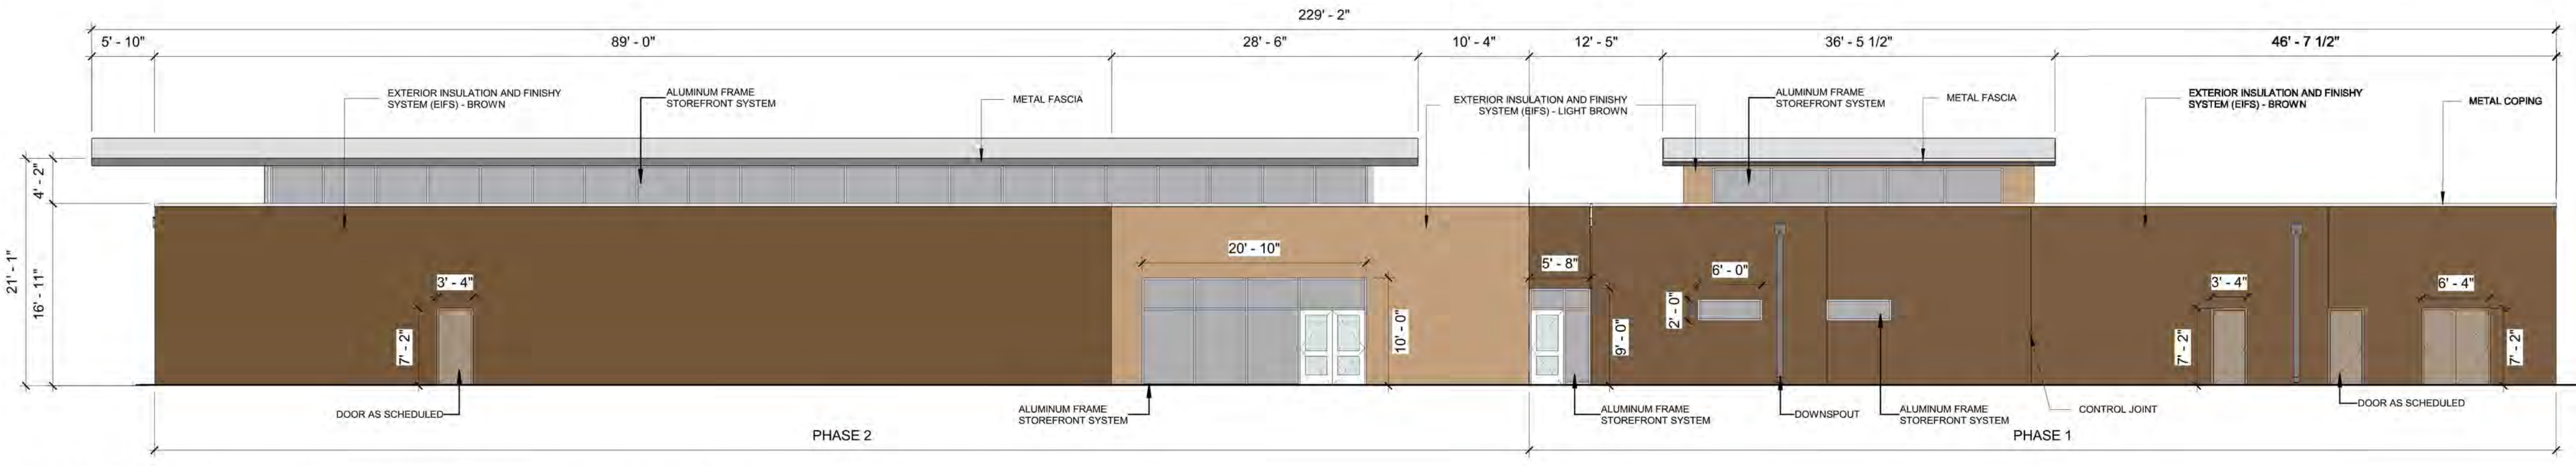 229' - 2"
5' - 10"
89' - 0"
28' - 6"
10' - 4"
12' - 5"
36' - 5 1/2"
46' - 7 1/2"
EXTERIOR INSULATION AND FINISHY
SYSTEM (EIFS) - BROWN
ALUMINUM FRAME
STOREFRONT SYSTEM
METAL FASCIA
EXTERIOR INSULATION AND FINISHY
SYSTEM (EIFS) - LIGHT BROWN
ALUMINUM FRAME
STOREFRONT SYSTEM
METAL FASCIA
EXTERIOR INSULATION AND FINISHY
SYSTEM (EIFS) - BROWN
METAL COPING
21' - 1"
4' - 2"
16' - 11"
3' - 4"
7' - 2"
20' - 10"
10' - 0"
5' - 8"
9' - 0"
6' - 0"
2' - 0"
3' - 4"
7' - 2"
6' - 4"
7' - 2"
DOOR AS SCHEDULED
ALUMINUM FRAME
STOREFRONT SYSTEM
ALUMINUM FRAME
STOREFRONT SYSTEM
DOWNSPOUT
ALUMINUM FRAME
STOREFRONT SYSTEM
CONTROL JOINT
DOOR AS SCHEDULED
PHASE 2
PHASE 1